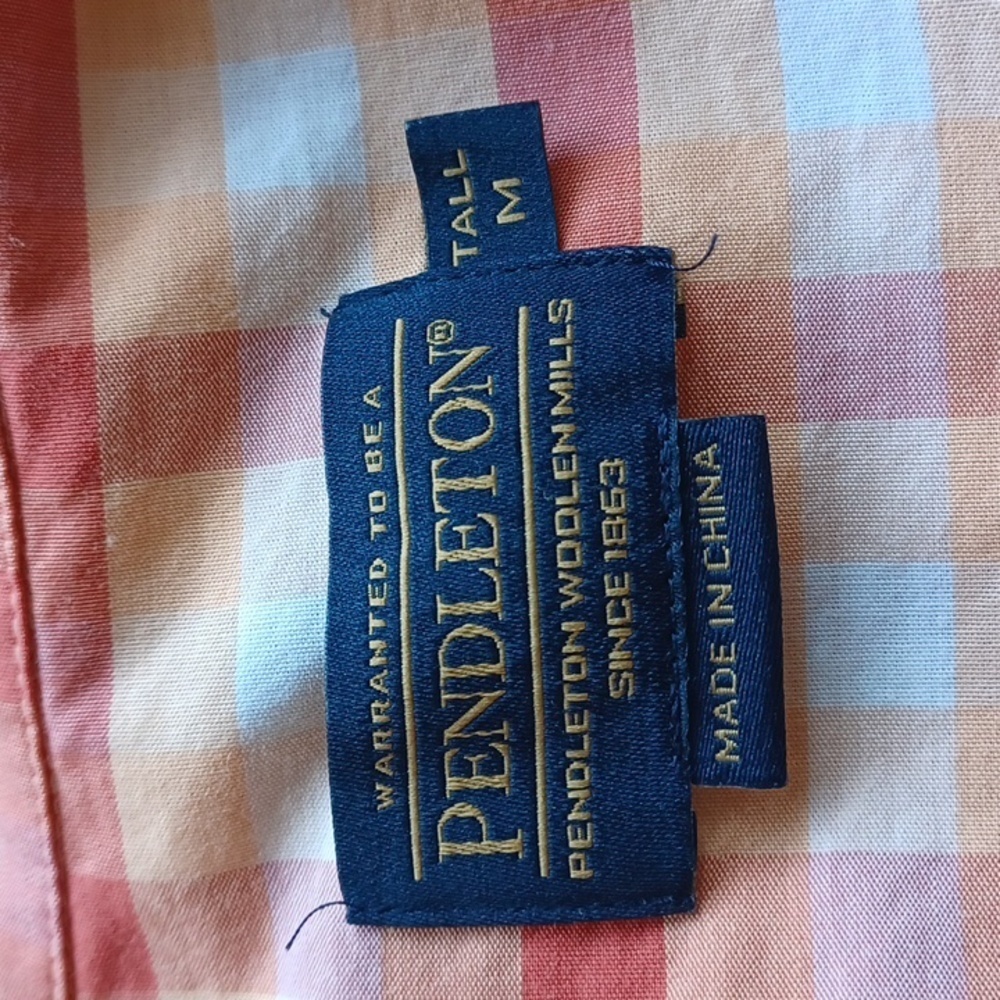 WARRANTED TO BE A
PENDLETON®
PENDLETON WOOLEN MILLS
SINCE 1863
TALL
M
MADE IN CHINA